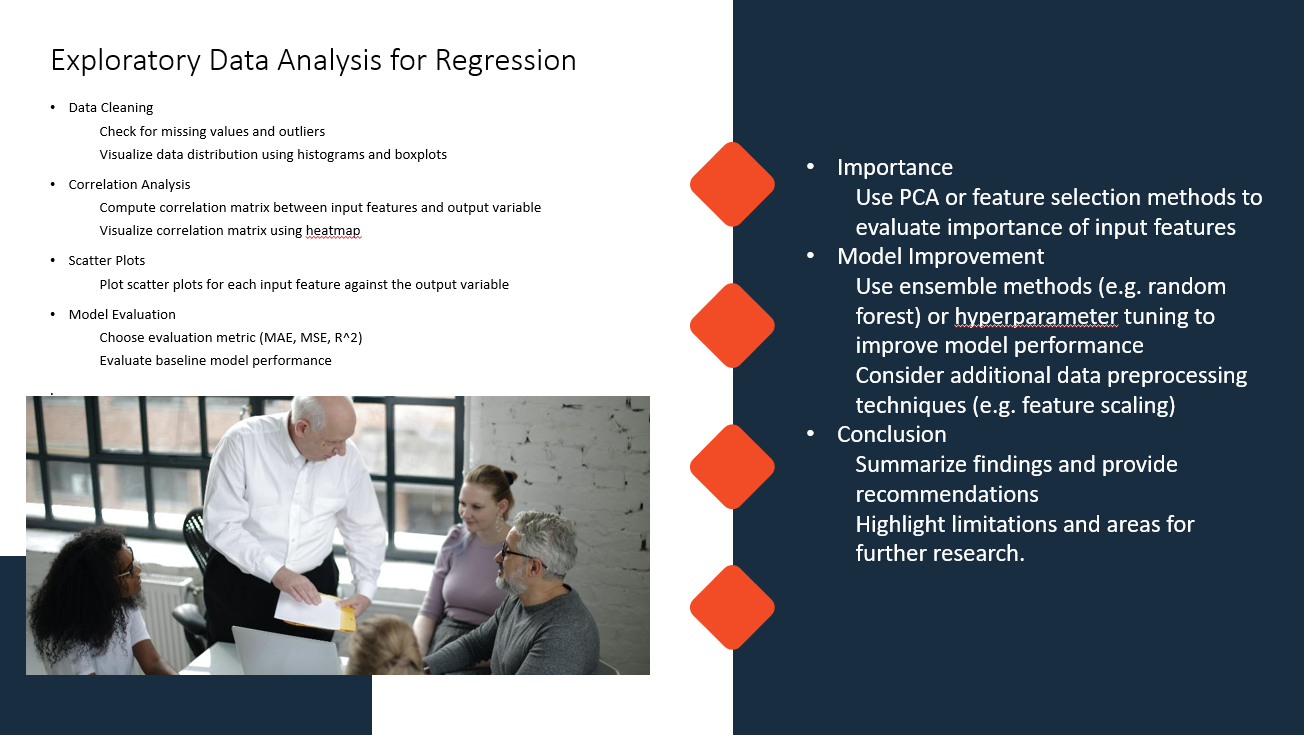 Exploratory Data Analysis for Regression
• Data Cleaning
Check for missing values and outliers
Visualize data distribution using histograms and boxplots
• Correlation Analysis
Compute correlation matrix between input features and output variable
Visualize correlation matrix using heatmap
• Scatter Plots
Plot scatter plots for each input feature against the output variable
• Model Evaluation
Choose evaluation metric (MAE, MSE, R^2)
Evaluate baseline model performance
• Importance
Use PCA or feature selection methods to
evaluate importance of input features
• Model Improvement
Use ensemble methods (e.g. random
forest) or hyperparameter tuning to
improve model performance
Consider additional data preprocessing
techniques (e.g. feature scaling)
• Conclusion
Summarize findings and provide
recommendations
Highlight limitations and areas for
further research.